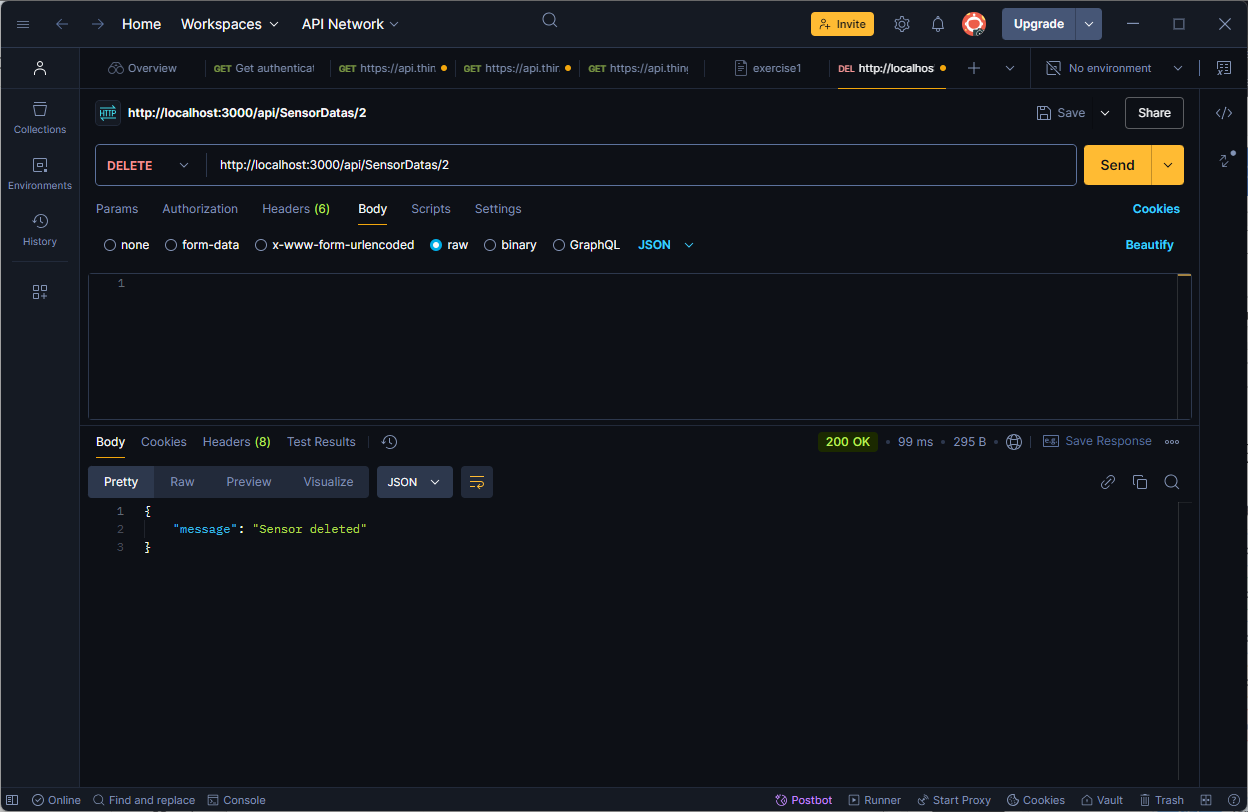 Home Workspaces API Network Invite Upgrade
Overview GET Get authenticat GET https://api.thin GET https://api.thin GET https://api.thing exercise1 DEL http://localhos No environment
HTTP http://localhost:3000/api/SensorDatas/2 Save Share
Collections
Environments
History
DELETE http://localhost:3000/api/SensorDatas/2 Send
Params Authorization Headers (6) Body Scripts Settings Cookies
none form-data x-www-form-urlencoded raw binary GraphQL JSON Beautify
1
Body Cookies Headers (8) Test Results 200 OK • 99 ms • 295 B • e.g. Save Response
Pretty Raw Preview Visualize JSON
1 {
2 "message": "Sensor deleted"
3 }
Online Find and replace Console Postbot Runner Start Proxy Cookies Vault Trash